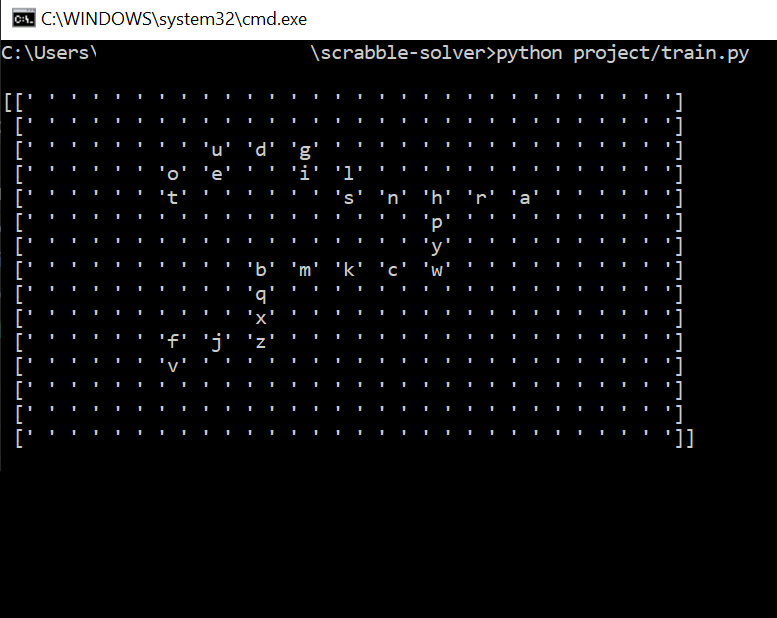 C:\WINDOWS\system32\cmd.exe
C:\Users\ \scrabble-solver>python project/train.py
[[' ' ' ' ' ' ' ' ' ' ' ' ' ' ' ' ' ' ' ' ' ' ' ' ' ' ' ' ' ']
[' ' ' ' ' ' ' ' ' ' ' ' ' ' ' ' ' ' ' ' ' ' ' ' ' ' ' ' ' ']
[' ' ' ' ' ' ' ' 'u' 'd' 'g' ' ' ' ' ' ' ' ' ' ' ' ' ' ' ' ']
[' ' ' ' ' ' 'o' 'e' ' ' 'i' 'l' ' ' ' ' ' ' ' ' ' ' ' ' ' ']
[' ' ' ' ' ' 't' ' ' ' ' ' ' 's' 'n' 'h' 'r' 'a' ' ' ' ' ' ']
[' ' ' ' ' ' ' ' ' ' ' ' ' ' ' ' ' ' 'p' ' ' ' ' ' ' ' ' ' ']
[' ' ' ' ' ' ' ' ' ' ' ' ' ' ' ' ' ' 'y' ' ' ' ' ' ' ' ' ' ']
[' ' ' ' ' ' ' ' ' ' 'b' 'm' 'k' 'c' 'w' ' ' ' ' ' ' ' ' ' ']
[' ' ' ' ' ' ' ' ' ' 'q' ' ' ' ' ' ' ' ' ' ' ' ' ' ' ' ' ' ']
[' ' ' ' ' ' ' ' ' ' 'x' ' ' ' ' ' ' ' ' ' ' ' ' ' ' ' ' ' ']
[' ' ' ' ' ' 'f' 'j' 'z' ' ' ' ' ' ' ' ' ' ' ' ' ' ' ' ' ' ']
[' ' ' ' ' ' 'v' ' ' ' ' ' ' ' ' ' ' ' ' ' ' ' ' ' ' ' ' ' ']
[' ' ' ' ' ' ' ' ' ' ' ' ' ' ' ' ' ' ' ' ' ' ' ' ' ' ' ' ' ']
[' ' ' ' ' ' ' ' ' ' ' ' ' ' ' ' ' ' ' ' ' ' ' ' ' ' ' ' ' ']
[' ' ' ' ' ' ' ' ' ' ' ' ' ' ' ' ' ' ' ' ' ' ' ' ' ' ' ' ' ']]